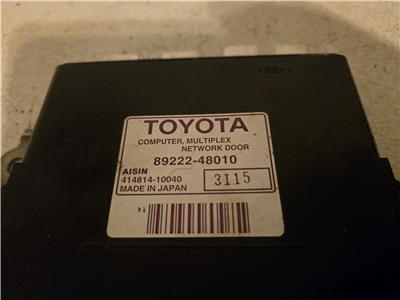 TOYOTA
COMPUTER, MULTIPLEX
NETWORK DOOR
89222-48010
AISIN
414814-10040
MADE IN JAPAN
3I15